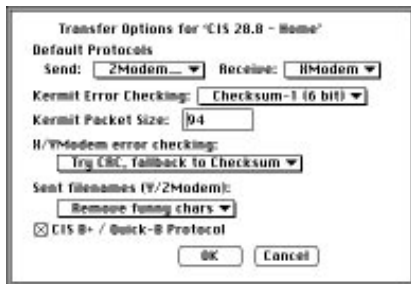 Transfer Options for 'CIS 28.8 - Home'
Default Protocols
Send: ZModem... Receive: XModem
Kermit Error Checking: Checksum-1 (6 bit)
Kermit Packet Size: 94
X/YModem error checking:
Try CRC, fallback to Checksum
Sent filenames (Y/ZModem):
Remove funny chars
CIS B+ / Quick-B Protocol
OK Cancel